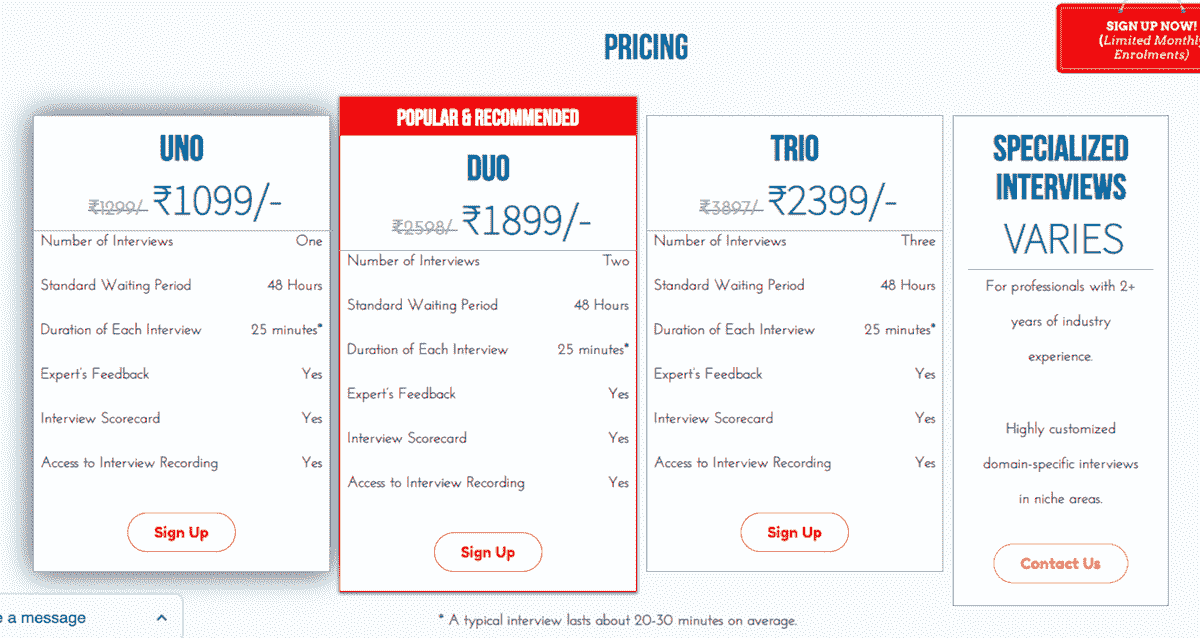 PRICING
SIGN UP NOW!
(Limited Monthly
Enrolments)
UNO
₹1299/- ₹1099/-
Number of Interviews One
Standard Waiting Period 48 Hours
Duration of Each Interview 25 minutes*
Expert's Feedback Yes
Interview Scorecard Yes
Access to Interview Recording Yes
Sign Up
POPULAR & RECOMMENDED
DUO
₹2598/- ₹1899/-
Number of Interviews Two
Standard Waiting Period 48 Hours
Duration of Each Interview 25 minutes*
Expert's Feedback Yes
Interview Scorecard Yes
Access to Interview Recording Yes
Sign Up
TRIO
₹3897/- ₹2399/-
Number of Interviews Three
Standard Waiting Period 48 Hours
Duration of Each Interview 25 minutes*
Expert's Feedback Yes
Interview Scorecard Yes
Access to Interview Recording Yes
Sign Up
SPECIALIZED
INTERVIEWS
VARIES
For professionals with 2+
years of industry
experience.
Highly customized
domain-specific interviews
in niche areas.
Contact Us
e a message
* A typical interview lasts about 20-30 minutes on average.